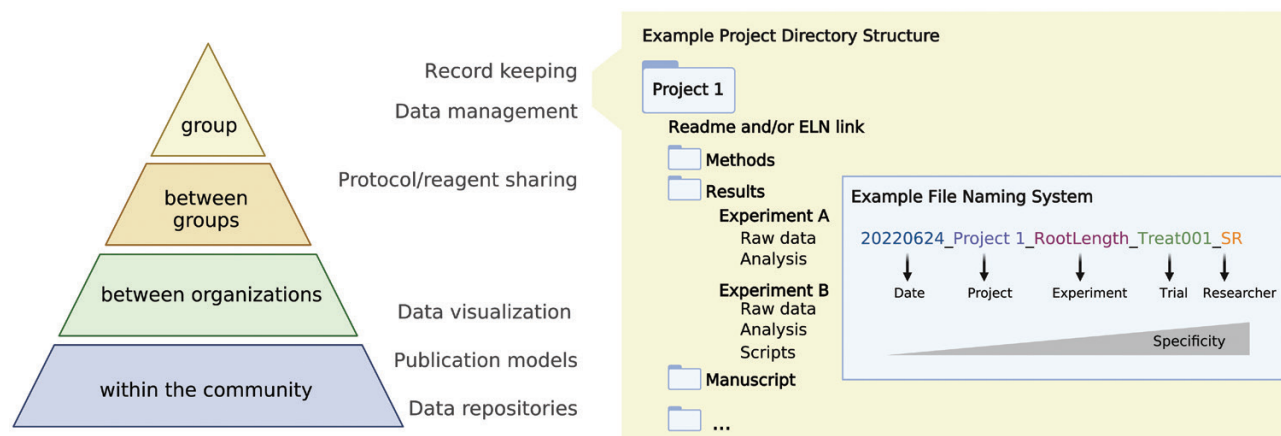 group
between
groups
between organizations
within the community
Record keeping
Data management
Protocol/reagent sharing
Data visualization
Publication models
Data repositories
Example Project Directory Structure
Project 1
Readme and/or ELN link
Methods
Results
Experiment A
Raw data
Analysis
Experiment B
Raw data
Analysis
Scripts
Manuscript
...
Example File Naming System
20220624_Project 1_RootLength_Treat001_SR
Date Project Experiment Trial Researcher
Specificity